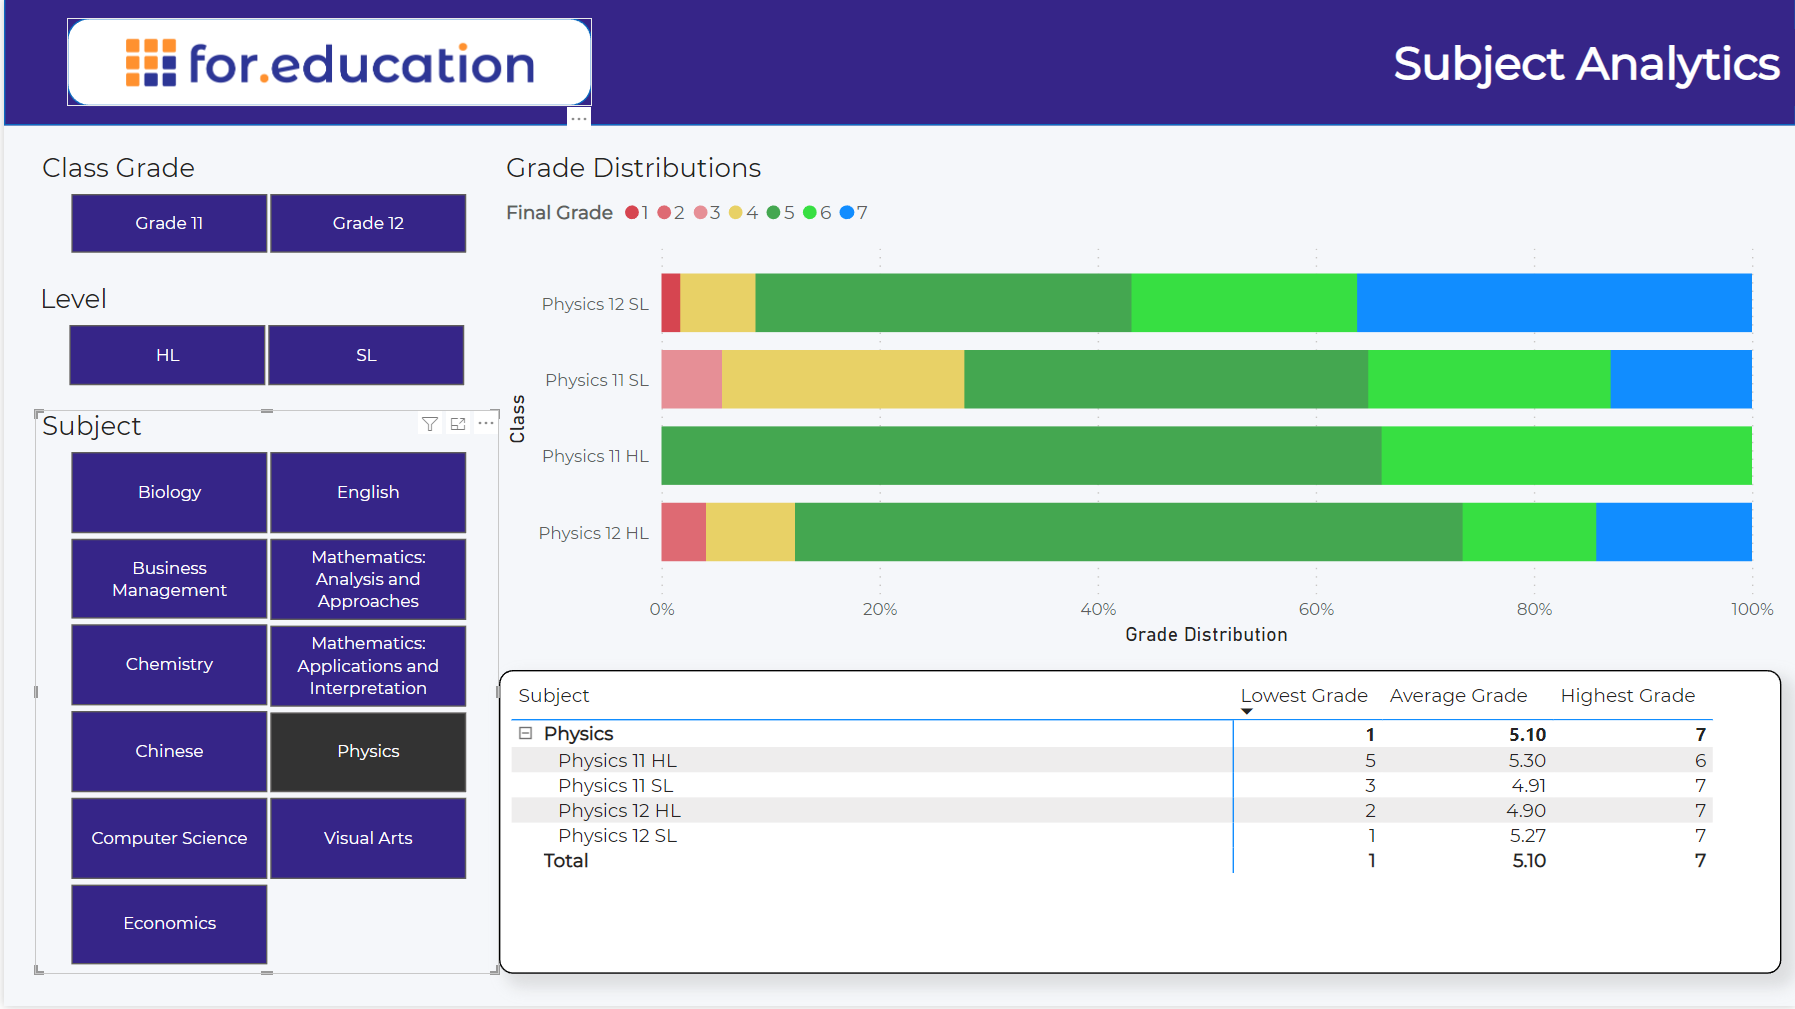 for.education
Subject Analytics
Class Grade
Grade 11
Grade 12
Level
HL
SL
Subject
Biology
English
Business
Management
Mathematics:
Analysis and
Approaches
Chemistry
Mathematics:
Applications and
Interpretation
Chinese
Physics
Computer Science
Visual Arts
Economics
Grade Distributions
Final Grade 1 2 3 4 5 6 7
Class
Physics 12 SL
Physics 11 SL
Physics 11 HL
Physics 12 HL
0% 20% 40% 60% 80% 100%
Grade Distribution
Subject Lowest Grade Average Grade Highest Grade
Physics 1 5.10 7
Physics 11 HL 5 5.30 6
Physics 11 SL 3 4.91 7
Physics 12 HL 2 4.90 7
Physics 12 SL 1 5.27 7
Total 1 5.10 7